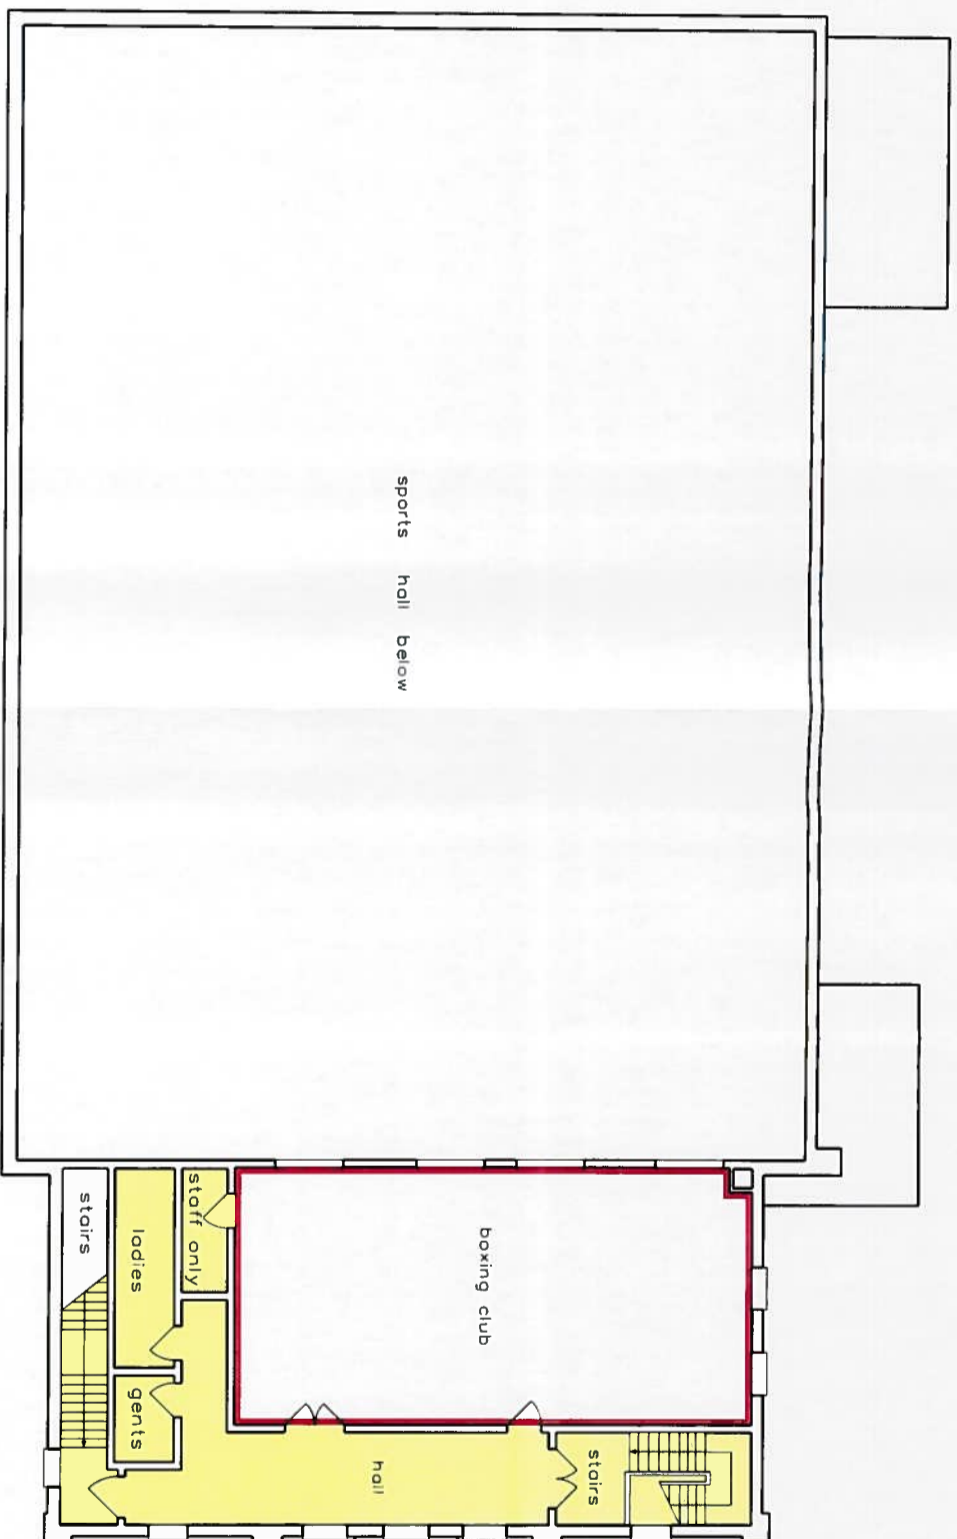 sports hall below
boxing club
staff only
ladies
stairs
gents
hall
stairs